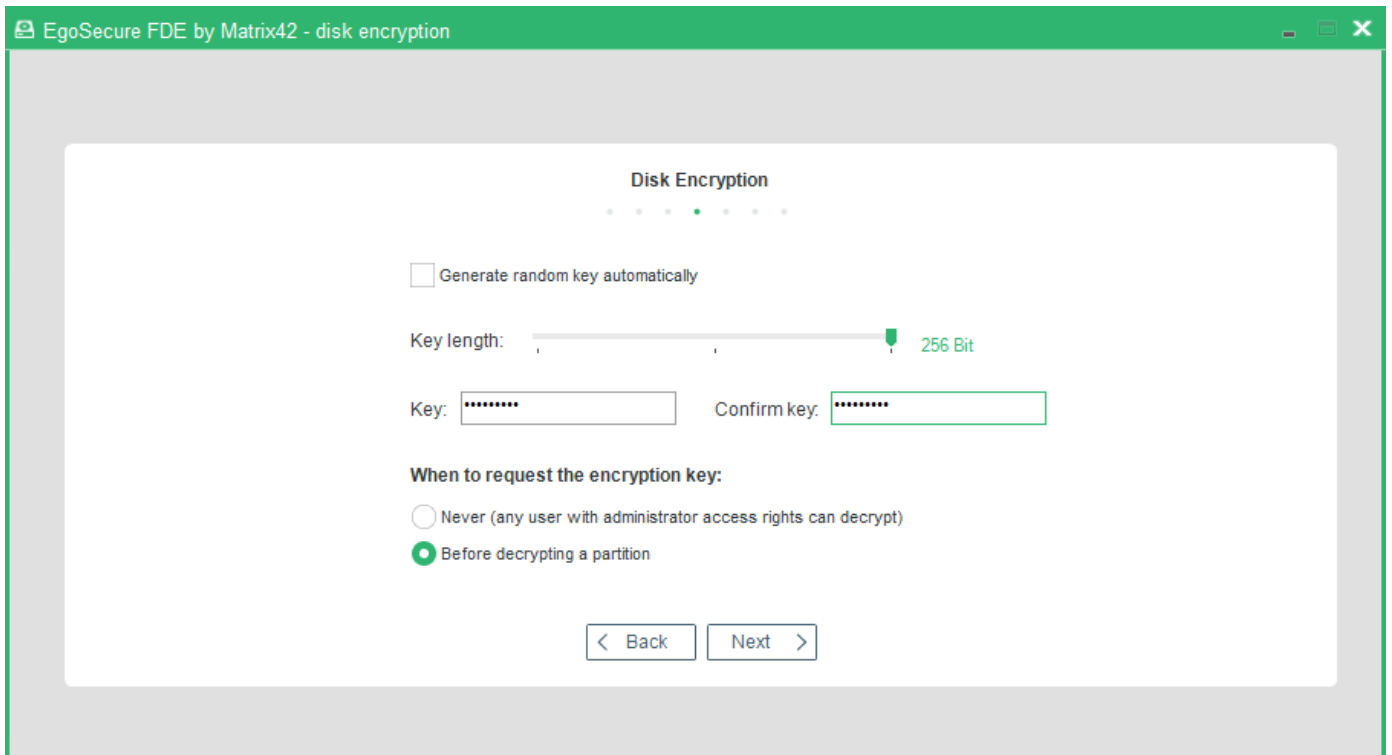 EgoSecure FDE by Matrix42 - disk encryption
Disk Encryption
Generate random key automatically
Key length: 256 Bit
Key: ••••••••• Confirm key: •••••••••
When to request the encryption key:
Never (any user with administrator access rights can decrypt)
Before decrypting a partition
< Back Next >